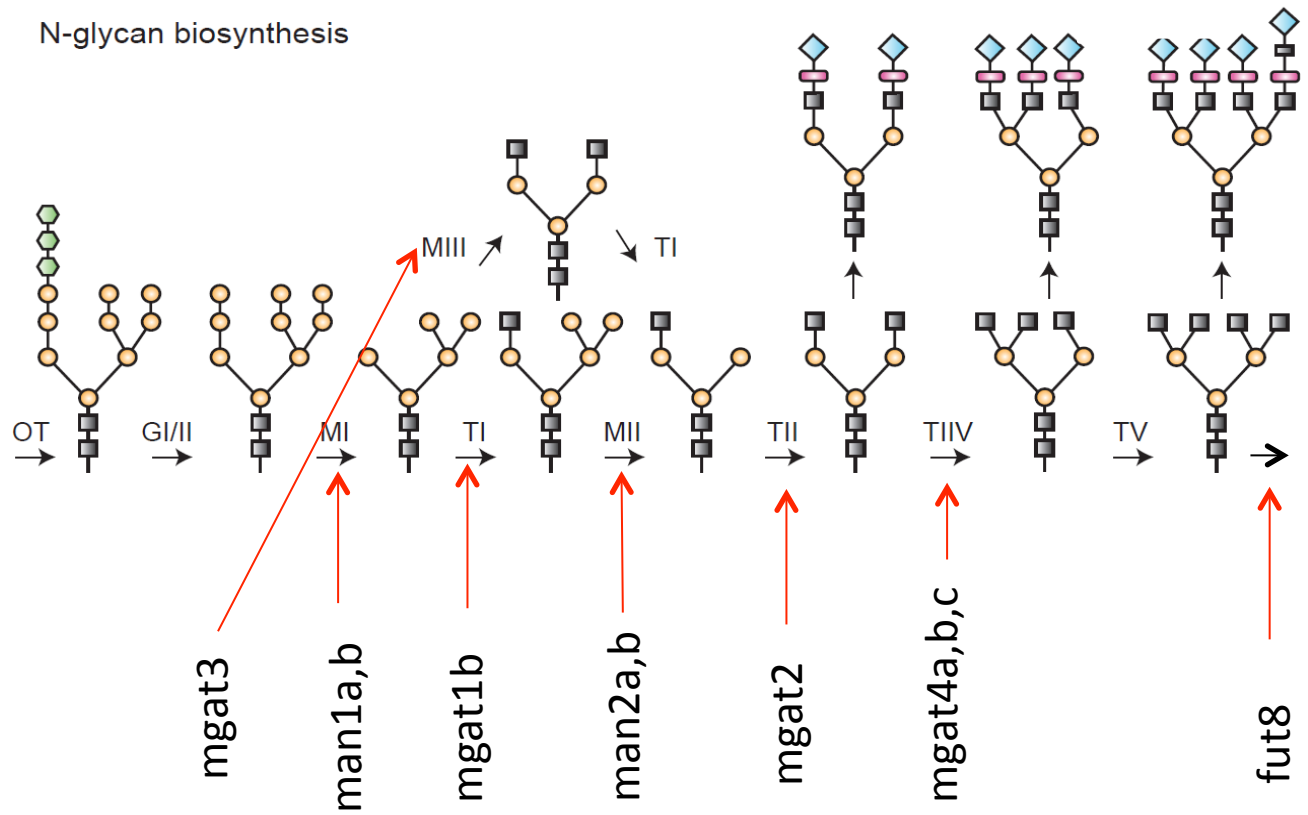 N-glycan biosynthesis
MIII
TI
OT
GI/II
MI
TI
MII
TII
TIIV
TV
mgat3
man1a,b
mgat1b
man2a,b
mgat2
mgat4a,b,c
fut8